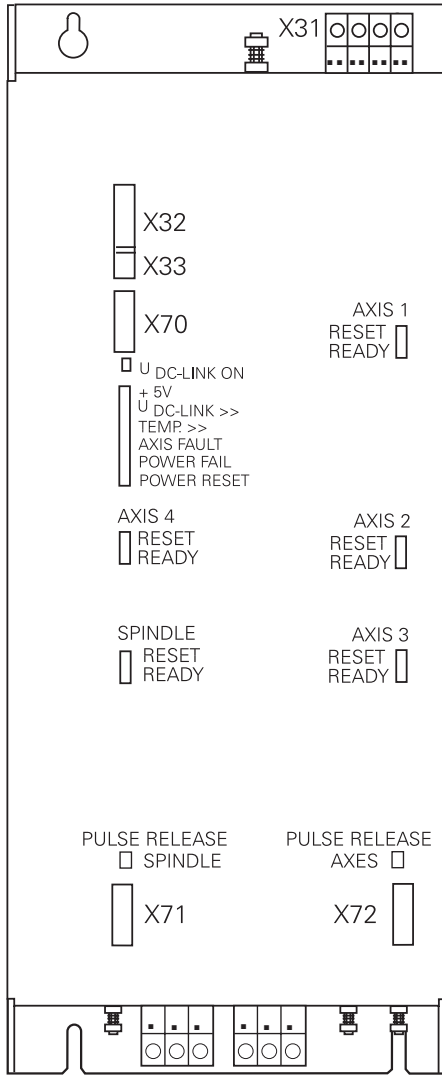 X31
X32
X33
X70
U DC-LINK ON
+ 5V
U DC-LINK >>
TEMP. >>
AXIS FAULT
POWER FAIL
POWER RESET
AXIS 1
RESET
READY
AXIS 4
RESET
READY
AXIS 2
RESET
READY
SPINDLE
RESET
READY
AXIS 3
RESET
READY
PULSE RELEASE
SPINDLE
X71
PULSE RELEASE
AXES
X72